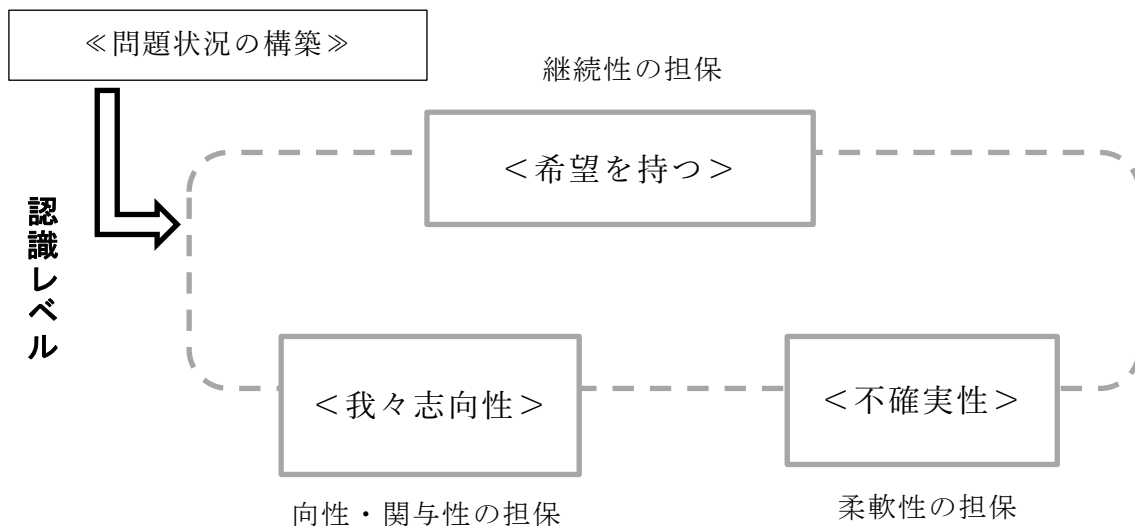 ≪問題状況の構築≫
継続性の担保
＜希望を持つ＞
認識レベル
＜我々志向性＞
＜不確実性＞
向性・関与性の担保
柔軟性の担保